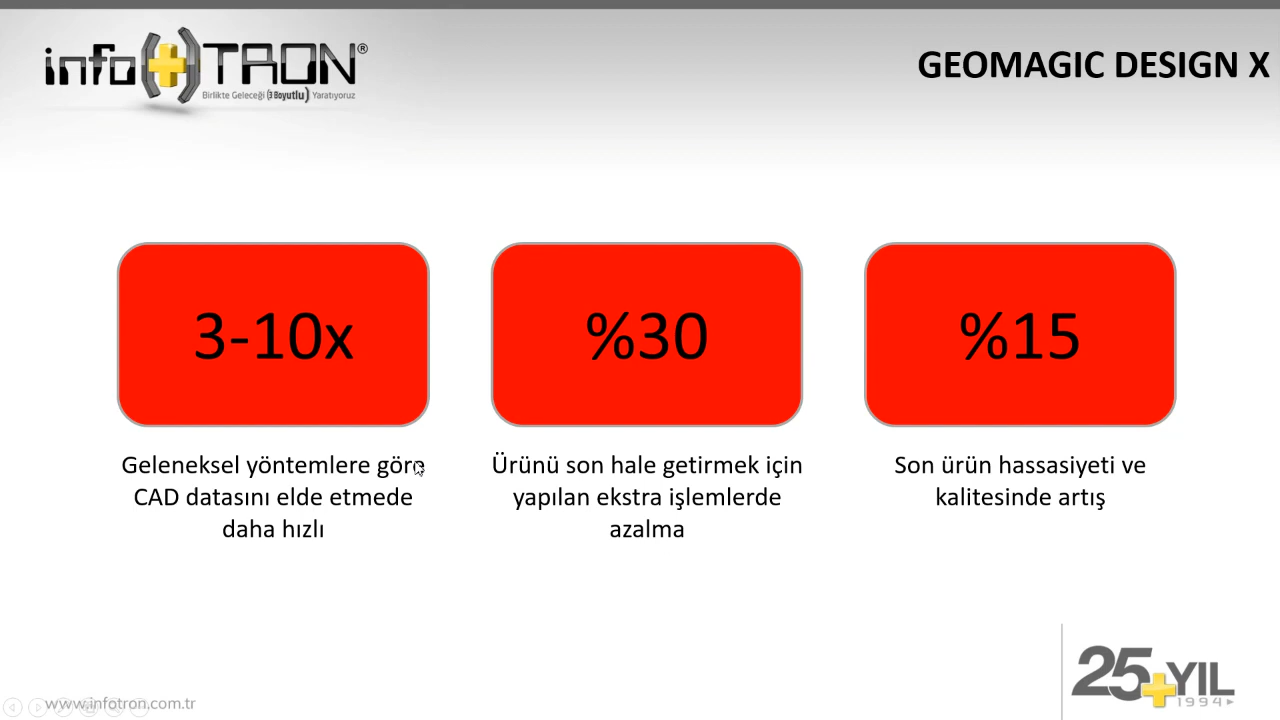 info TRON®
Birlikte Geleceği (3 Boyutlu) Yaratıyoruz
GEOMAGIC DESIGN X
3-10x
Geleneksel yöntemlere göre
CAD datasını elde etmede
daha hızlı
%30
Ürünü son hale getirmek için
yapılan ekstra işlemlerde
azalma
%15
Son ürün hassasiyeti ve
kalitesinde artış
www.infotron.com.tr
25 YIL
1994